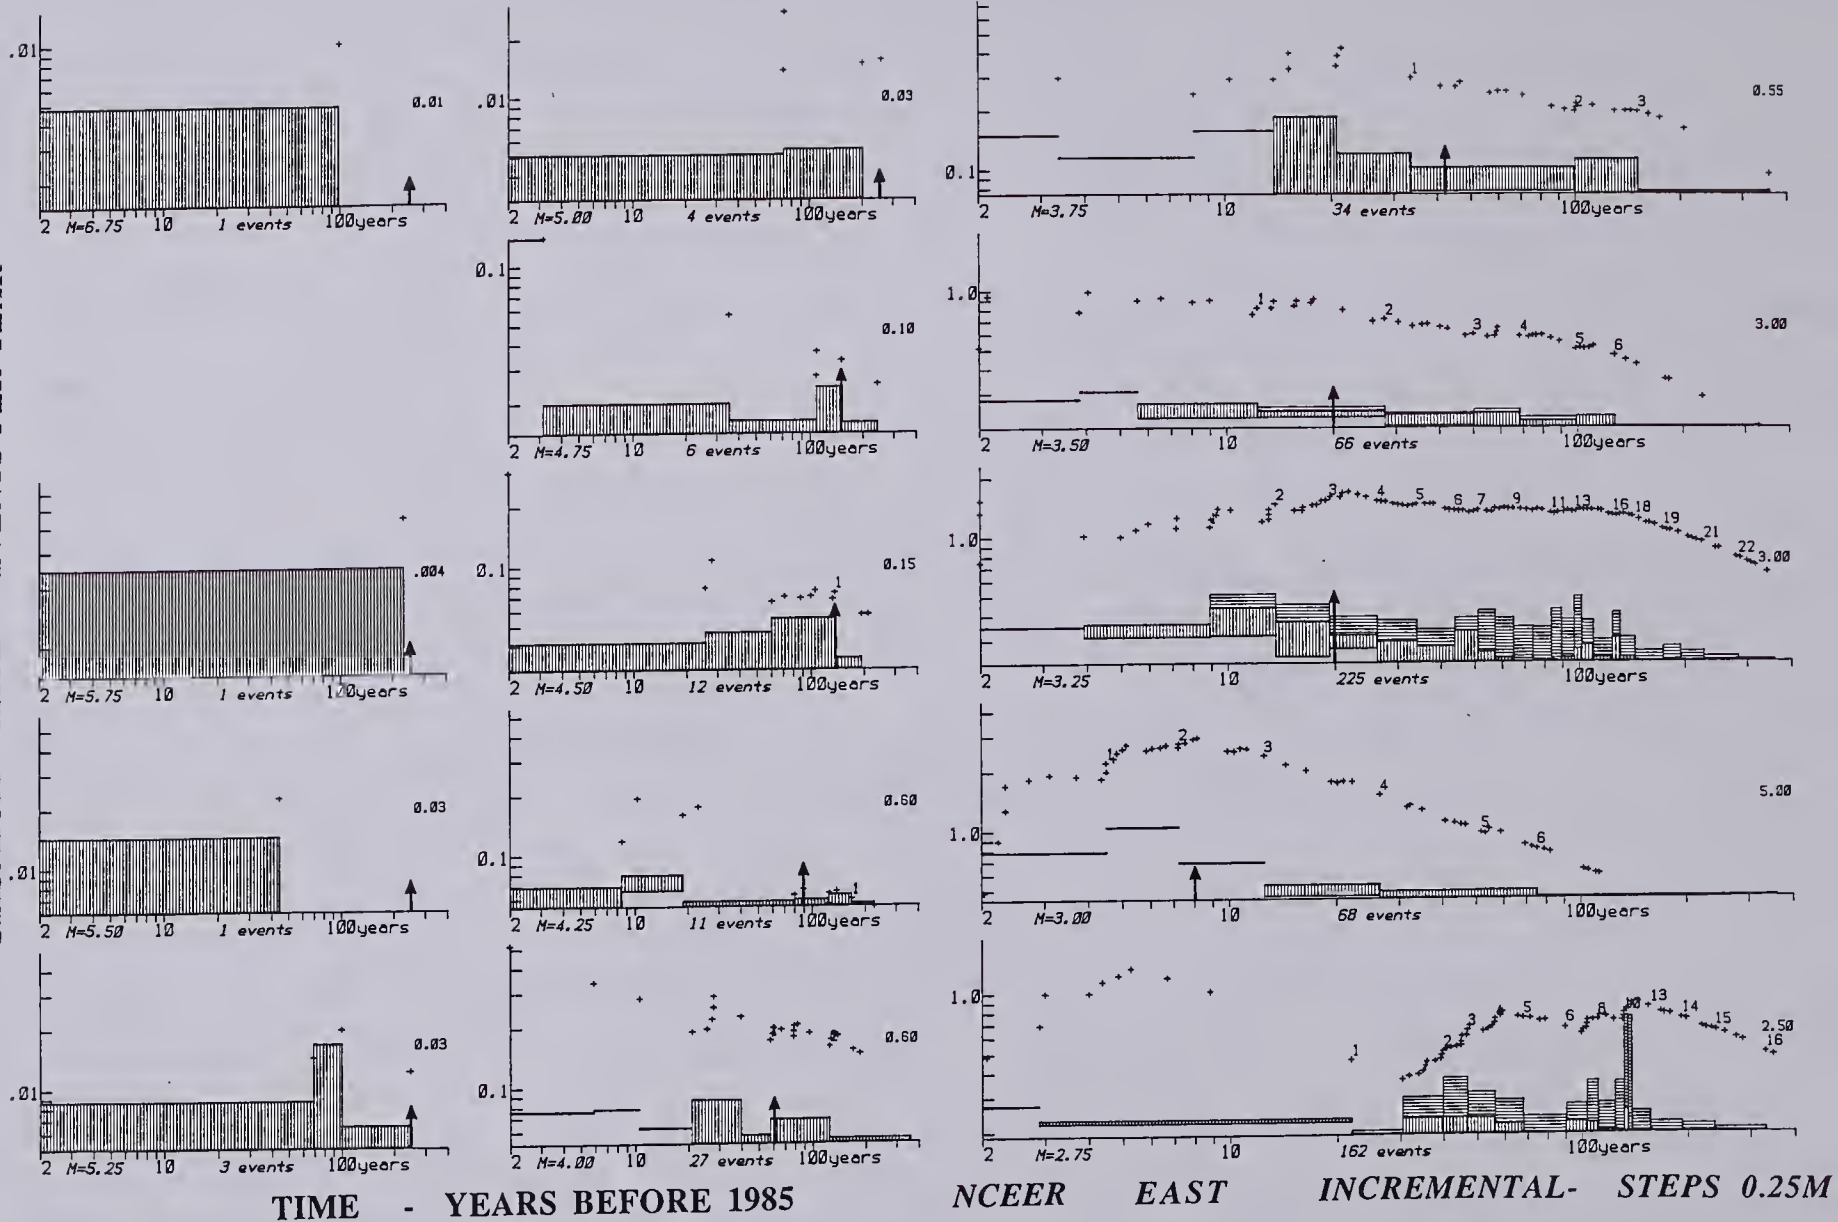 .01
0.01
2 M=6.75 10 1 events 100years
.01
0.03
2 M=5.00 10 4 events 100years
1
2
3
0.55
0.1
2 M=3.75 10 34 events 100years
0.1
0.10
2 M=4.75 10 6 events 100years
1.0
1
2
3
4
5
6
3.00
2 M=3.50 10 66 events 100years
.004
2 M=5.75 10 1 events 100years
0.1
0.15
1
2 M=4.50 10 12 events 100years
1.0
2 3 4 5 6 7 9 11 13 16 18 19 21 22
3.00
2 M=3.25 10 225 events 100years
.01
0.03
2 M=5.50 10 1 events 100years
0.1
0.60
1
2 M=4.25 10 11 events 100years
1.0
1 2 3 4 5 6
5.00
2 M=3.00 10 68 events 100years
.01
0.03
2 M=5.25 10 3 events 100years
0.1
0.60
2 M=4.00 10 27 events 100years
1.0
1 2 3 5 6 8 10 13 14 15 16
2.50
2 M=2.75 10 162 events 100years
TIME - YEARS BEFORE 1985
NCEER EAST INCREMENTAL- STEPS 0.25M